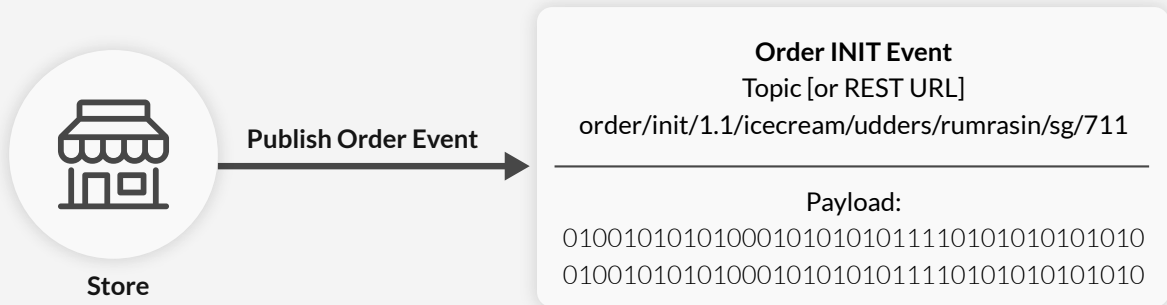 Order INIT Event
Topic [or REST URL]
order/init/1.1/icecream/udders/rumrasin/sg/711
Publish Order Event
Payload:
01001010101000101010101111010101010101010
01001010101000101010101111010101010101010
Store